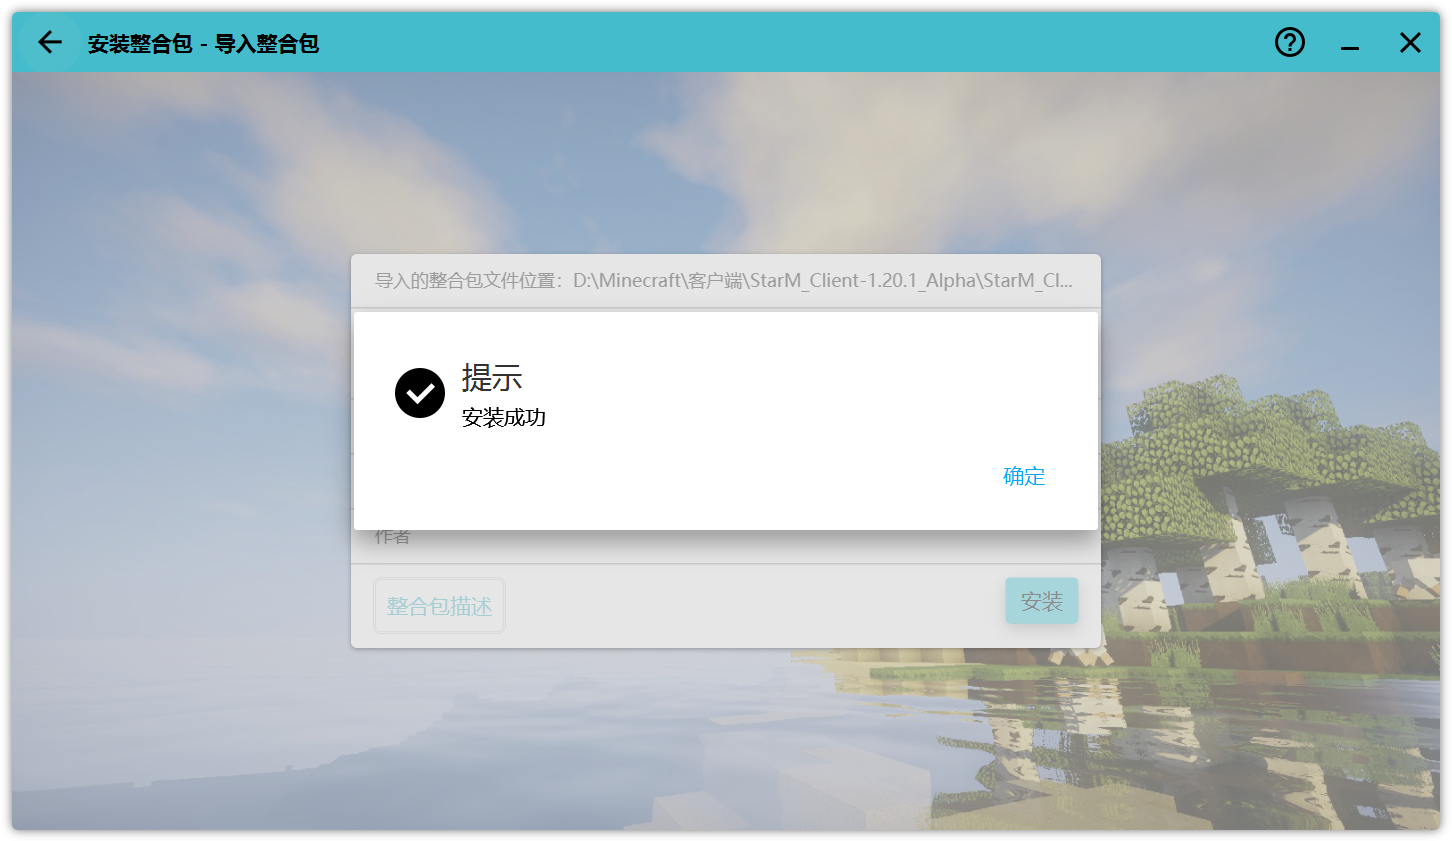 安装整合包 - 导入整合包
导入的整合包文件位置：D:\Minecraft\客户端\StarM_Client-1.20.1_Alpha\StarM_Cl...
提示
安装成功
确定
作者
整合包描述
安装